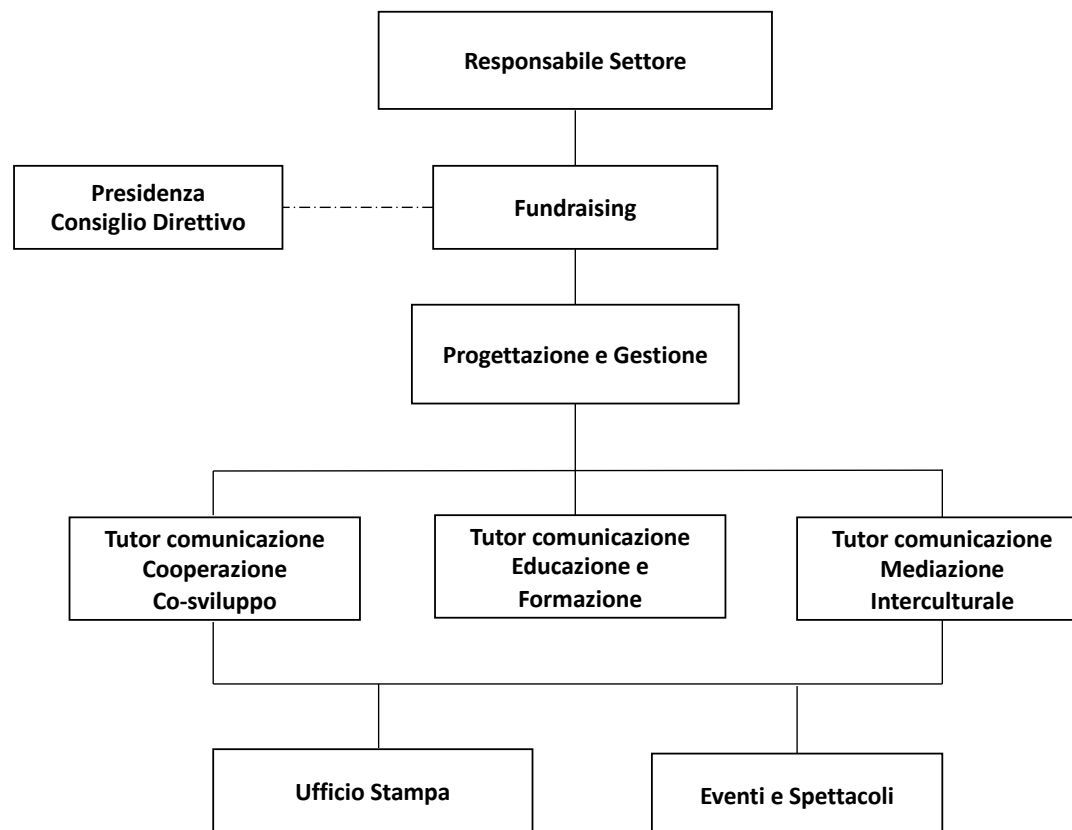 Responsabile Settore
Presidenza
Consiglio Direttivo
Fundraising
Progettazione e Gestione
Tutor comunicazione
Cooperazione
Co-sviluppo
Tutor comunicazione
Educazione e
Formazione
Tutor comunicazione
Mediazione
Interculturale
Ufficio Stampa
Eventi e Spettacoli